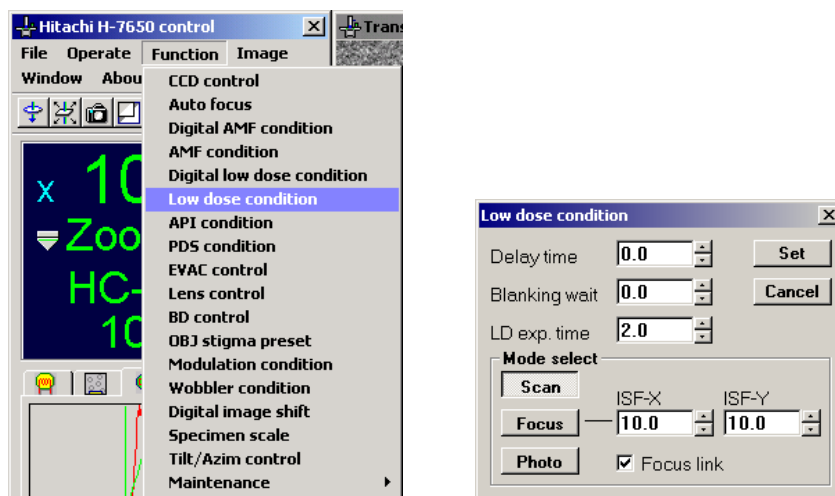 Hitachi H-7650 control
Trans
File Operate Function Image
Window Abou
CCD control
Auto focus
Digital AMF condition
AMF condition
Digital low dose condition
Low dose condition
API condition
PDS condition
EVAC control
Lens control
BD control
OBJ stigma preset
Modulation condition
Wobbler condition
Digital image shift
Specimen scale
Tilt/Azim control
Maintenance
x 10
Zoo
HC-
10
Low dose condition
Delay time 0.0 Set
Blanking wait 0.0 Cancel
LD exp. time 2.0
Mode select
Scan
ISF-X ISF-Y
Focus 10.0 10.0
Photo Focus link